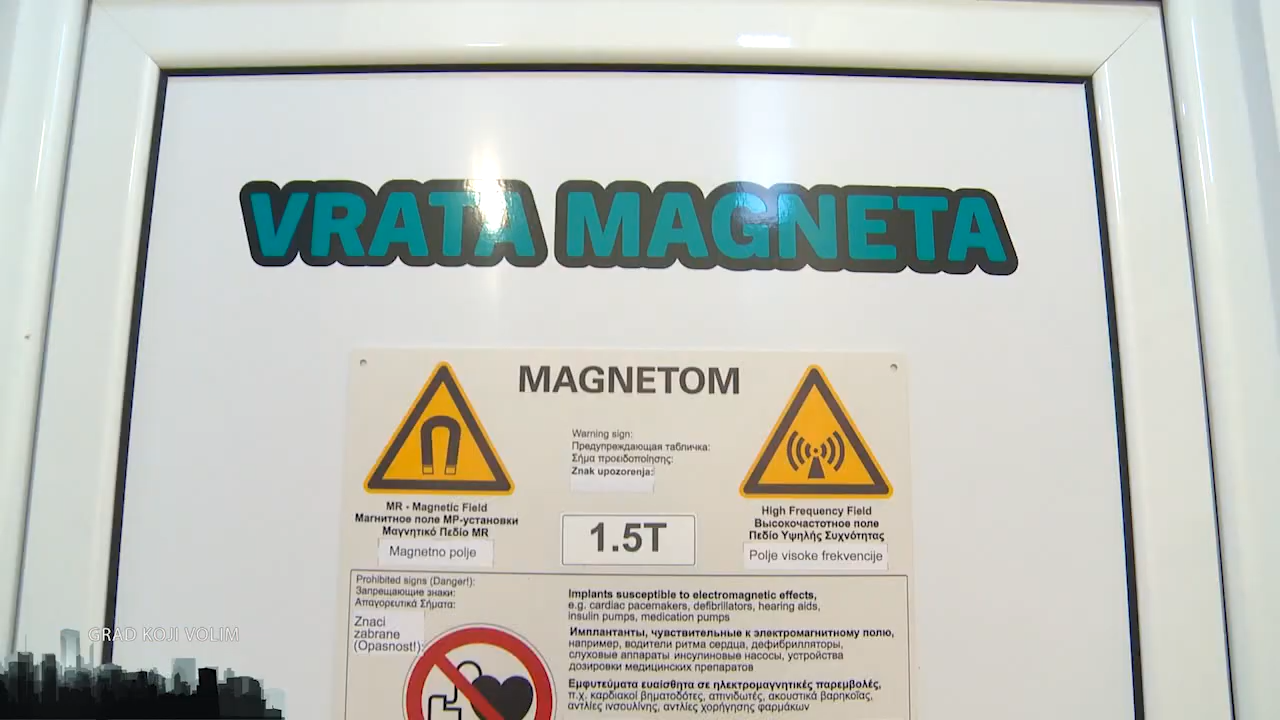 VRATA MAGNETA
MAGNETOM
Warning sign:
Предупреждающая табличка:
Σήμα προειδοποίησης:
Znak upozorenja:
MR - Magnetic Field
Магнитное поле МР-установки
Μαγνητικό Πεδίο MR
Magnetno polje
1.5T
High Frequency Field
Высокочастотное поле
Πεδίο Υψηλής Συχνότητας
Polje visoke frekvencije
Prohibited signs (Danger!):
Запрещающие знаки:
Απαγορευτικά Σήματα:
Znaci
zabrane
(Opasnost!):
Implants susceptible to electromagnetic effects,
e.g. cardiac pacemakers, defibrillators, hearing aids,
insulin pumps, medication pumps
Имплантанты, чувствительные к электромагнитному полю,
например, водители ритма сердца, дефибрилляторы,
слуховые аппараты инсулиновые насосы, устройства
дозировки медицинских препаратов
Εμφυτεύματα ευαίσθητα σε ηλεκτρομαγνητικές παρεμβολές,
π.χ. καρδιακοί βηματοδότες, απινιδωτές, ακουστικά βαρηκοΐας,
αντλίες ινσουλίνης, αντλίες χορήγησης φαρμάκων
GRAD KOJI VOLIM